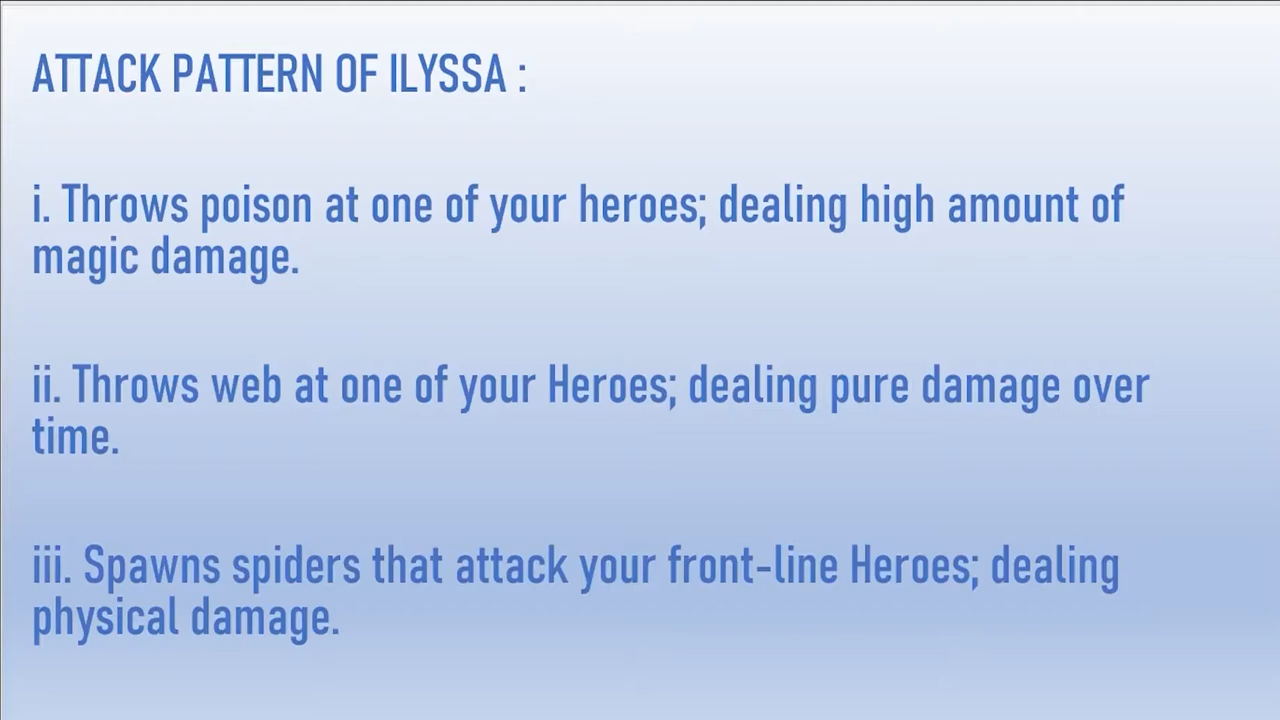 ATTACK PATTERN OF ILYSSA :
i. Throws poison at one of your heroes; dealing high amount of
magic damage.
ii. Throws web at one of your Heroes; dealing pure damage over
time.
iii. Spawns spiders that attack your front-line Heroes; dealing
physical damage.